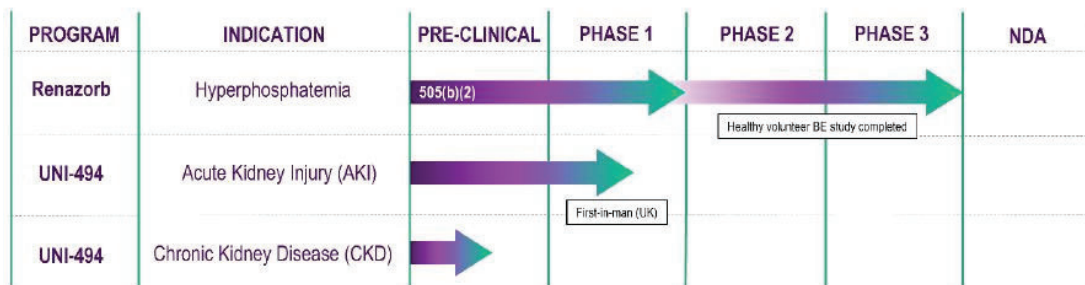 PROGRAM INDICATION PRE-CLINICAL PHASE 1 PHASE 2 PHASE 3 NDA
Renazorb Hyperphosphatemia 505(b)(2)
Healthy volunteer BE study completed
UNI-494 Acute Kidney Injury (AKI)
First-in-man (UK)
UNI-494 Chronic Kidney Disease (CKD)